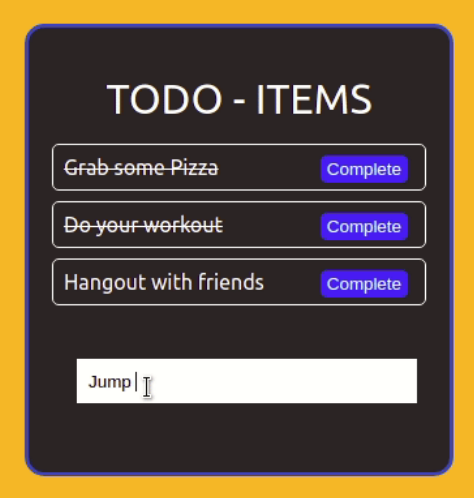 TODO - ITEMS
Grab some Pizza Complete
Do your workout Complete
Hangout with friends Complete
Jump